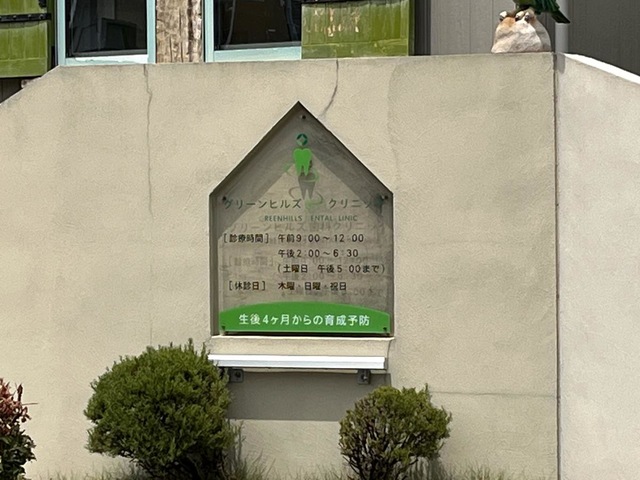 グリーンヒルズ クリニック
REENHILLS ENTAL LINIC
[診療時間] 午前9:00～12:00
午後2:00～6:30
(土曜日 午後5:00まで)
[休診日] 木曜・日曜・祝日
生後4ヶ月からの育成予防